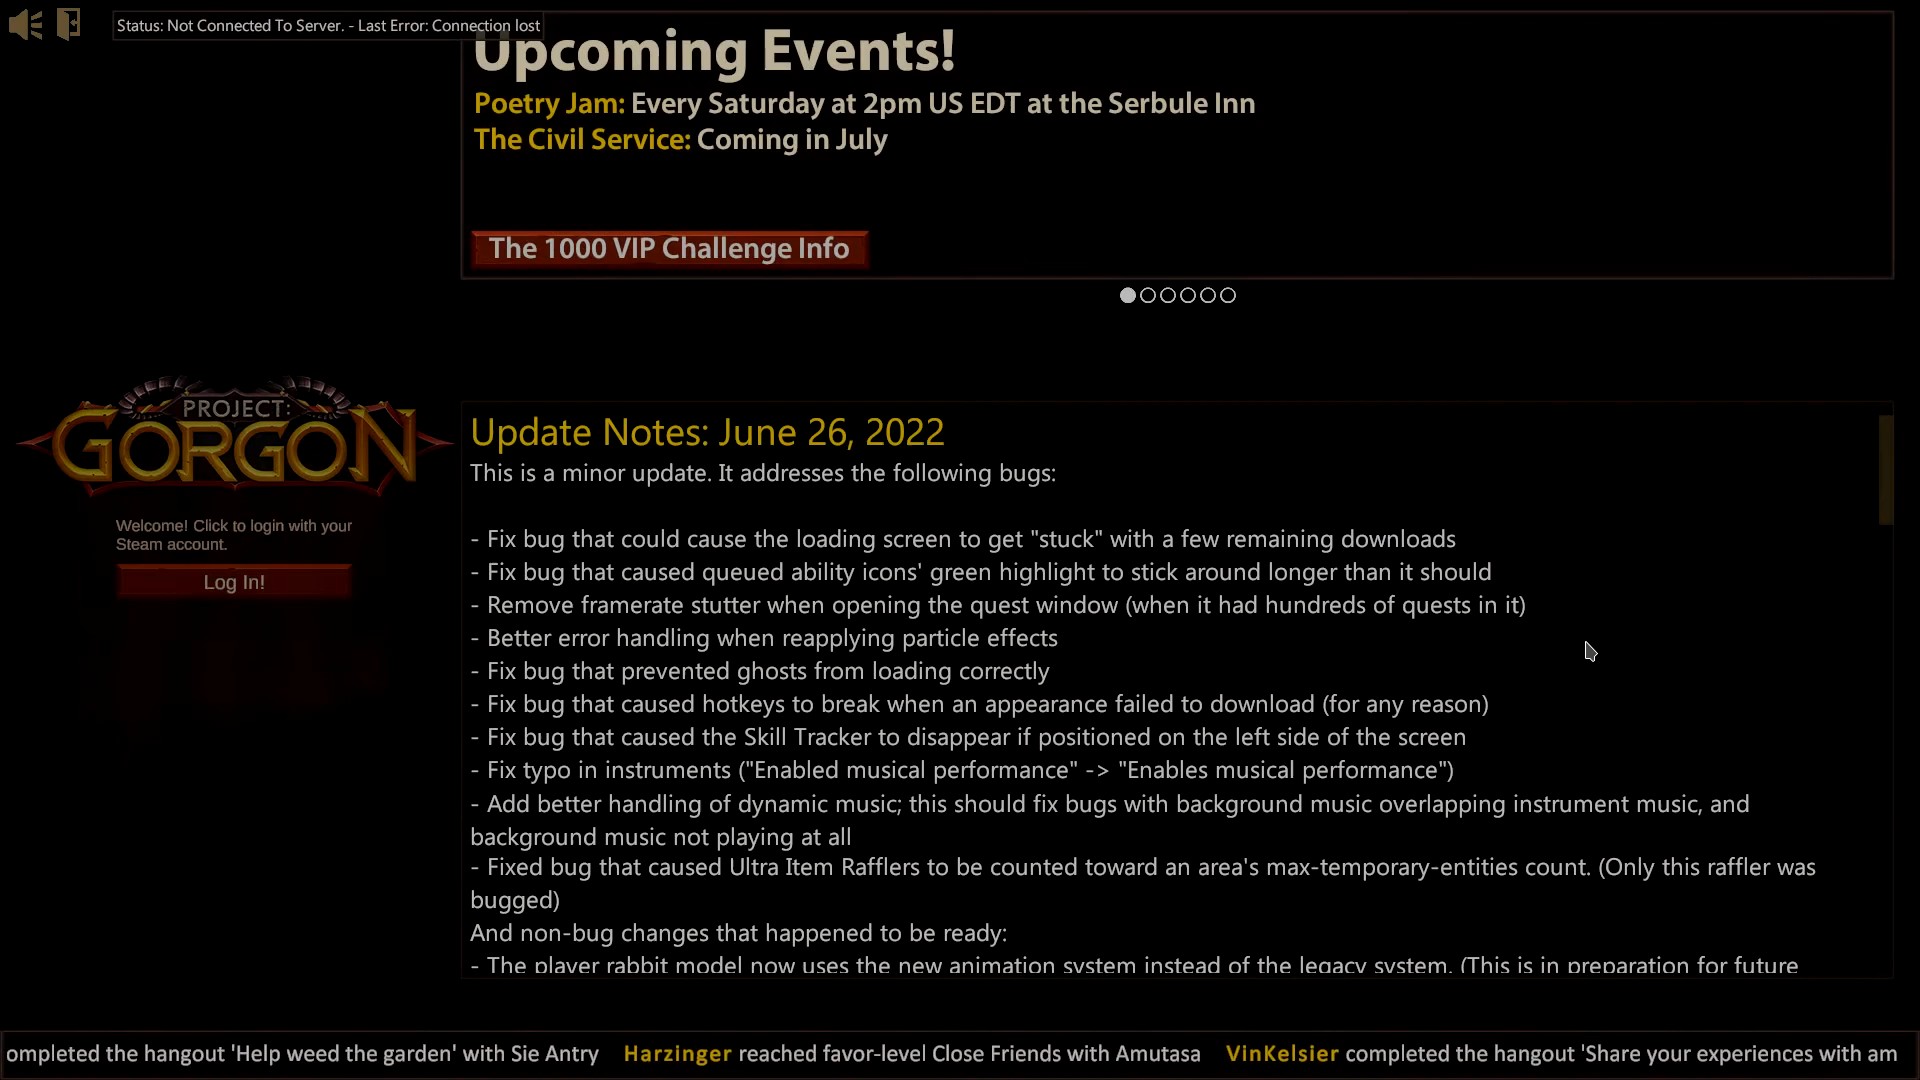 Status: Not Connected To Server. - Last Error: Connection lost
Upcoming Events!
Poetry Jam: Every Saturday at 2pm US EDT at the Serbule Inn
The Civil Service: Coming in July
The 1000 VIP Challenge Info
PROJECT:
GORGON
Welcome! Click to login with your
Steam account.
Log In!
Update Notes: June 26, 2022
This is a minor update. It addresses the following bugs:
- Fix bug that could cause the loading screen to get "stuck" with a few remaining downloads
- Fix bug that caused queued ability icons' green highlight to stick around longer than it should
- Remove framerate stutter when opening the quest window (when it had hundreds of quests in it)
- Better error handling when reapplying particle effects
- Fix bug that prevented ghosts from loading correctly
- Fix bug that caused hotkeys to break when an appearance failed to download (for any reason)
- Fix bug that caused the Skill Tracker to disappear if positioned on the left side of the screen
- Fix typo in instruments ("Enabled musical performance" -> "Enables musical performance")
- Add better handling of dynamic music; this should fix bugs with background music overlapping instrument music, and
background music not playing at all
- Fixed bug that caused Ultra Item Rafflers to be counted toward an area's max-temporary-entities count. (Only this raffler was
bugged)
And non-bug changes that happened to be ready:
- The player rabbit model now uses the new animation system instead of the legacy system. (This is in preparation for future
ompleted the hangout 'Help weed the garden' with Sie Antry Harzinger reached favor-level Close Friends with Amutasa VinKelsier completed the hangout 'Share your experiences with am